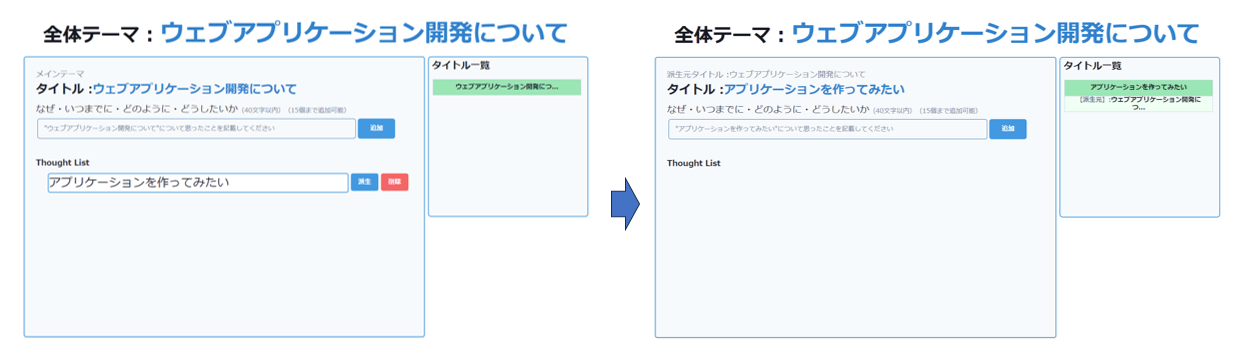 全体テーマ：ウェブアプリケーション開発について
メインテーマ
タイトル :ウェブアプリケーション開発について
なぜ・いつまでに・どのように・どうしたいか (40文字以内) (15個まで追加可能)
"ウェブアプリケーション開発について"について思ったことを記載してください
追加
Thought List
アプリケーションを作ってみたい
派生
削除
タイトル一覧
ウェブアプリケーション開発につ...
全体テーマ：ウェブアプリケーション開発について
派生元タイトル :ウェブアプリケーション開発について
タイトル :アプリケーションを作ってみたい
なぜ・いつまでに・どのように・どうしたいか (40文字以内) (15個まで追加可能)
"アプリケーションを作ってみたい"について思ったことを記載してください
追加
Thought List
タイトル一覧
アプリケーションを作ってみたい
[派生元] :ウェブアプリケーション開発に
つ...